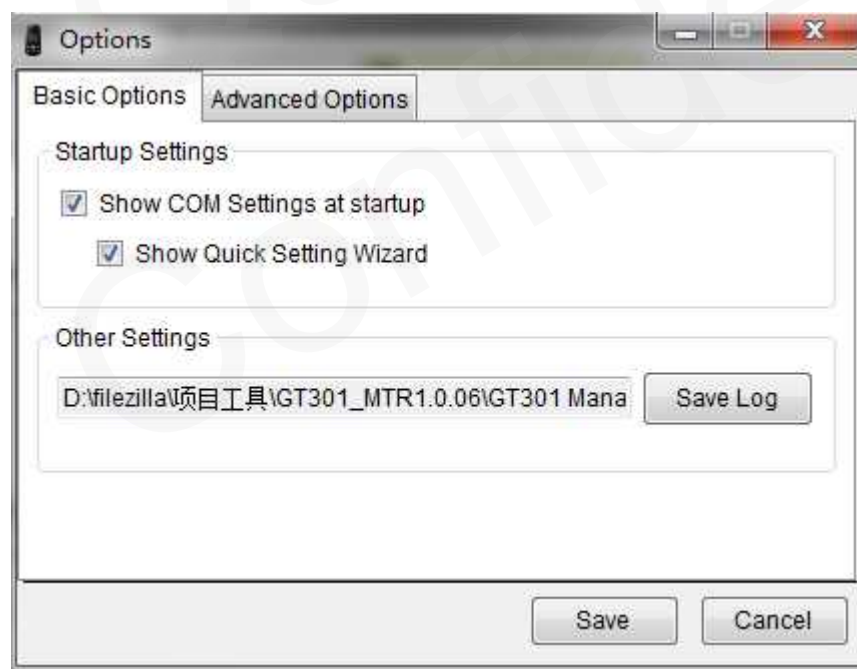 Options
Basic Options Advanced Options
Startup Settings
Show COM Settings at startup
Show Quick Setting Wizard
Other Settings
D:\filezilla\项目工具\GT301_MTR1.0.06\GT301 Mana Save Log
Save Cancel